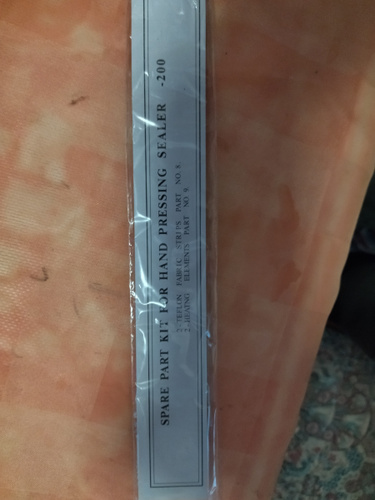 SPARE PART KIT FOR HAND PRESSING SEALER -200
2 TEFLON FABRIC STRIPS PART NO. 8
2 HEATING ELEMENTS PART NO 9